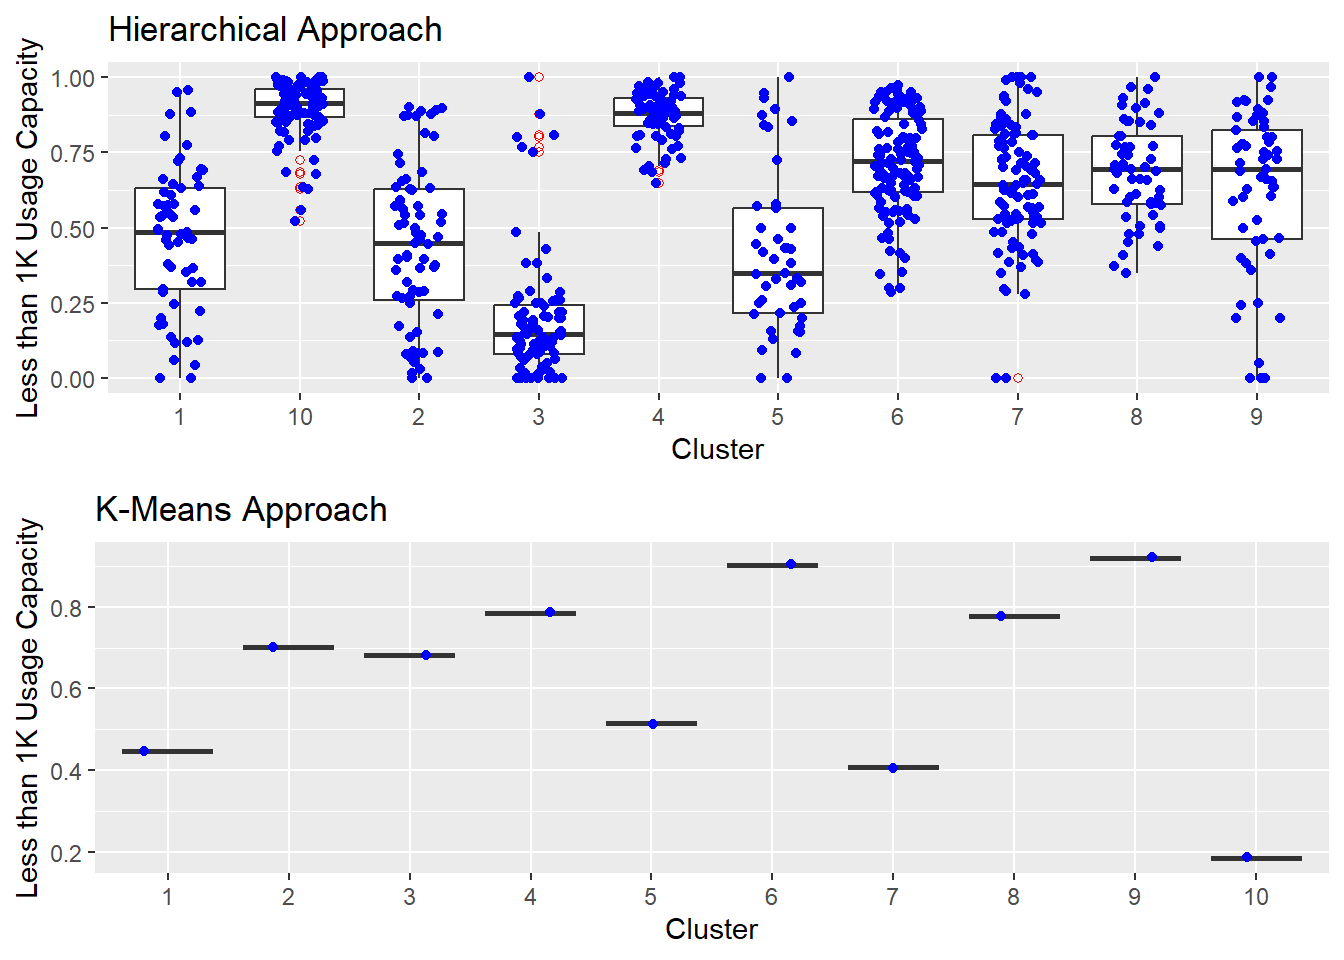 Hierarchical Approach
Less than 1K Usage Capacity
1.00
0.75
0.50
0.25
0.00
1 10 2 3 4 5 6 7 8 9
Cluster
K-Means Approach
Less than 1K Usage Capacity
0.8
0.6
0.4
0.2
1 2 3 4 5 6 7 8 9 10
Cluster